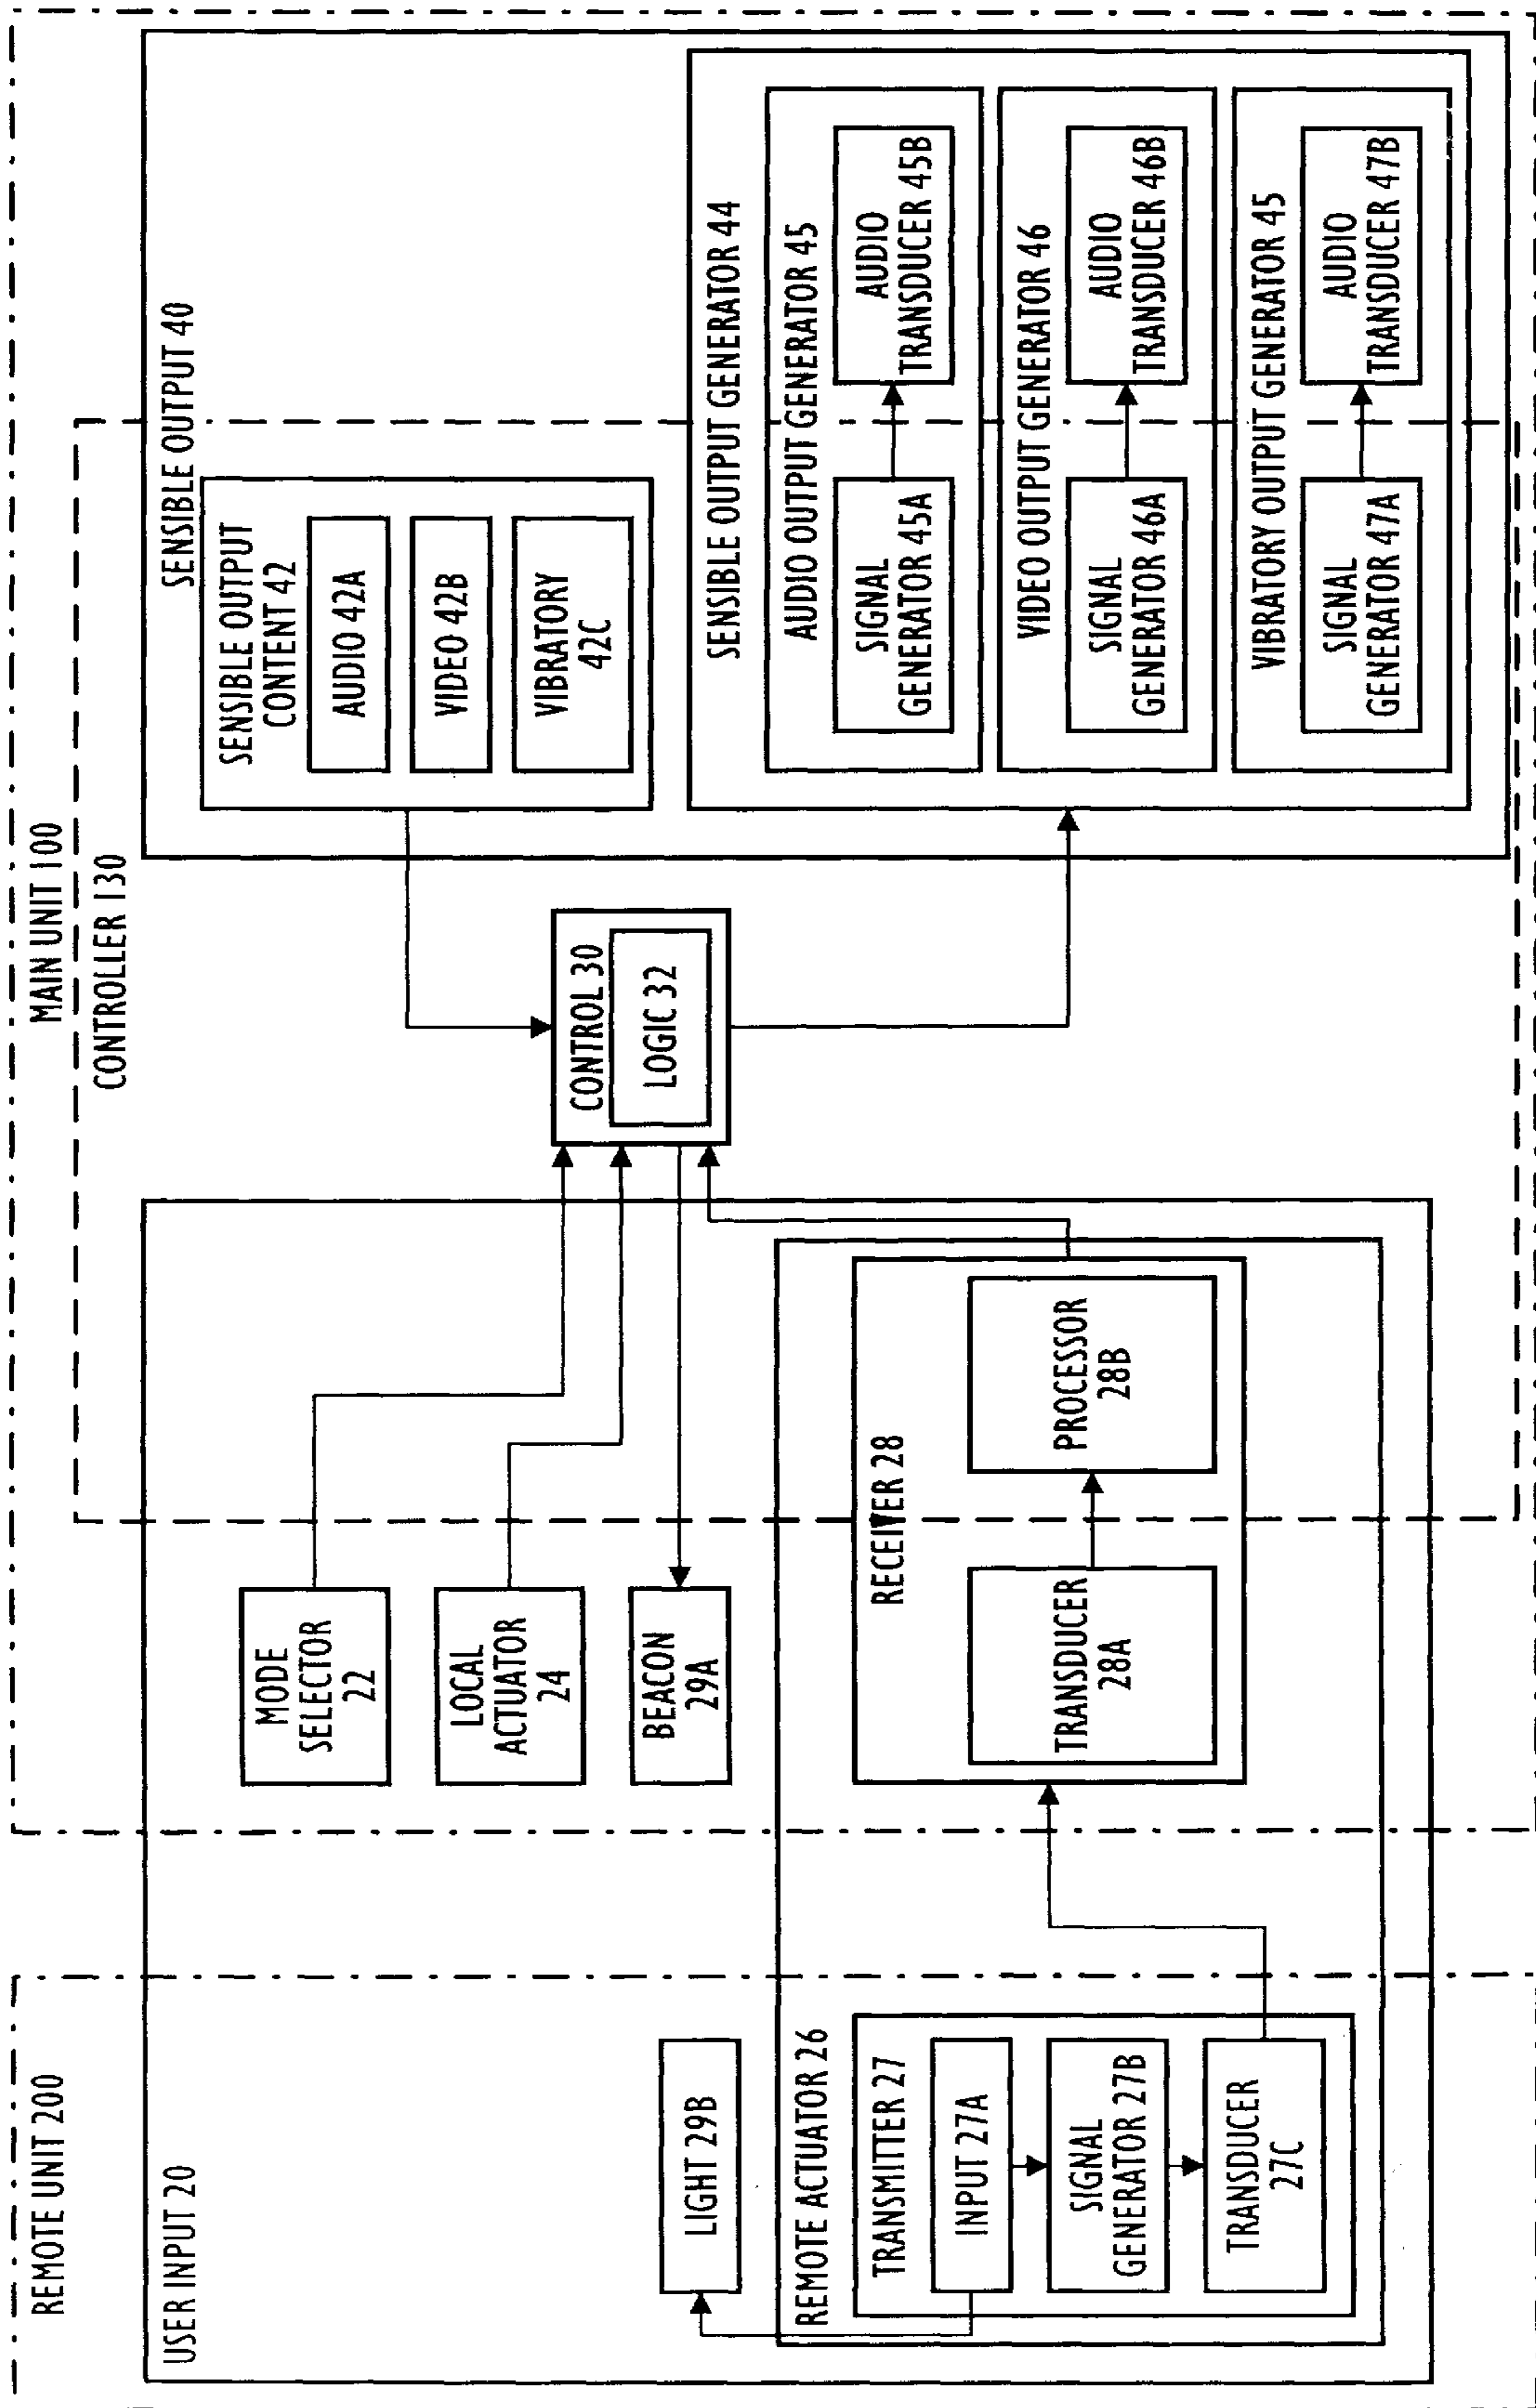 REMOTE UNIT 200
MAIN UNIT 100
CONTROLLER 130
USER INPUT 20
MODE
SELECTOR
22
LOCAL
ACTUATOR
24
BEACON
29A
LIGHT 29B
REMOTE ACTUATOR 26
TRANSMITTER 27
INPUT 27A
SIGNAL
GENERATOR 27B
TRANSDUCER
27C
RECEIVER 28
TRANSDUCER
28A
PROCESSOR
28B
CONTROL 30
LOGIC 32
SENSIBLE OUTPUT 40
SENSIBLE OUTPUT
CONTENT 42
AUDIO 42A
VIDEO 42B
VIBRATORY
42C
SENSIBLE OUTPUT GENERATOR 44
AUDIO OUTPUT GENERATOR 45
SIGNAL
GENERATOR 45A
AUDIO
TRANSDUCER 45B
VIDEO OUTPUT GENERATOR 46
SIGNAL
GENERATOR 46A
AUDIO
TRANSDUCER 46B
VIBRATORY OUTPUT GENERATOR 45
SIGNAL
GENERATOR 47A
AUDIO
TRANSDUCER 47B